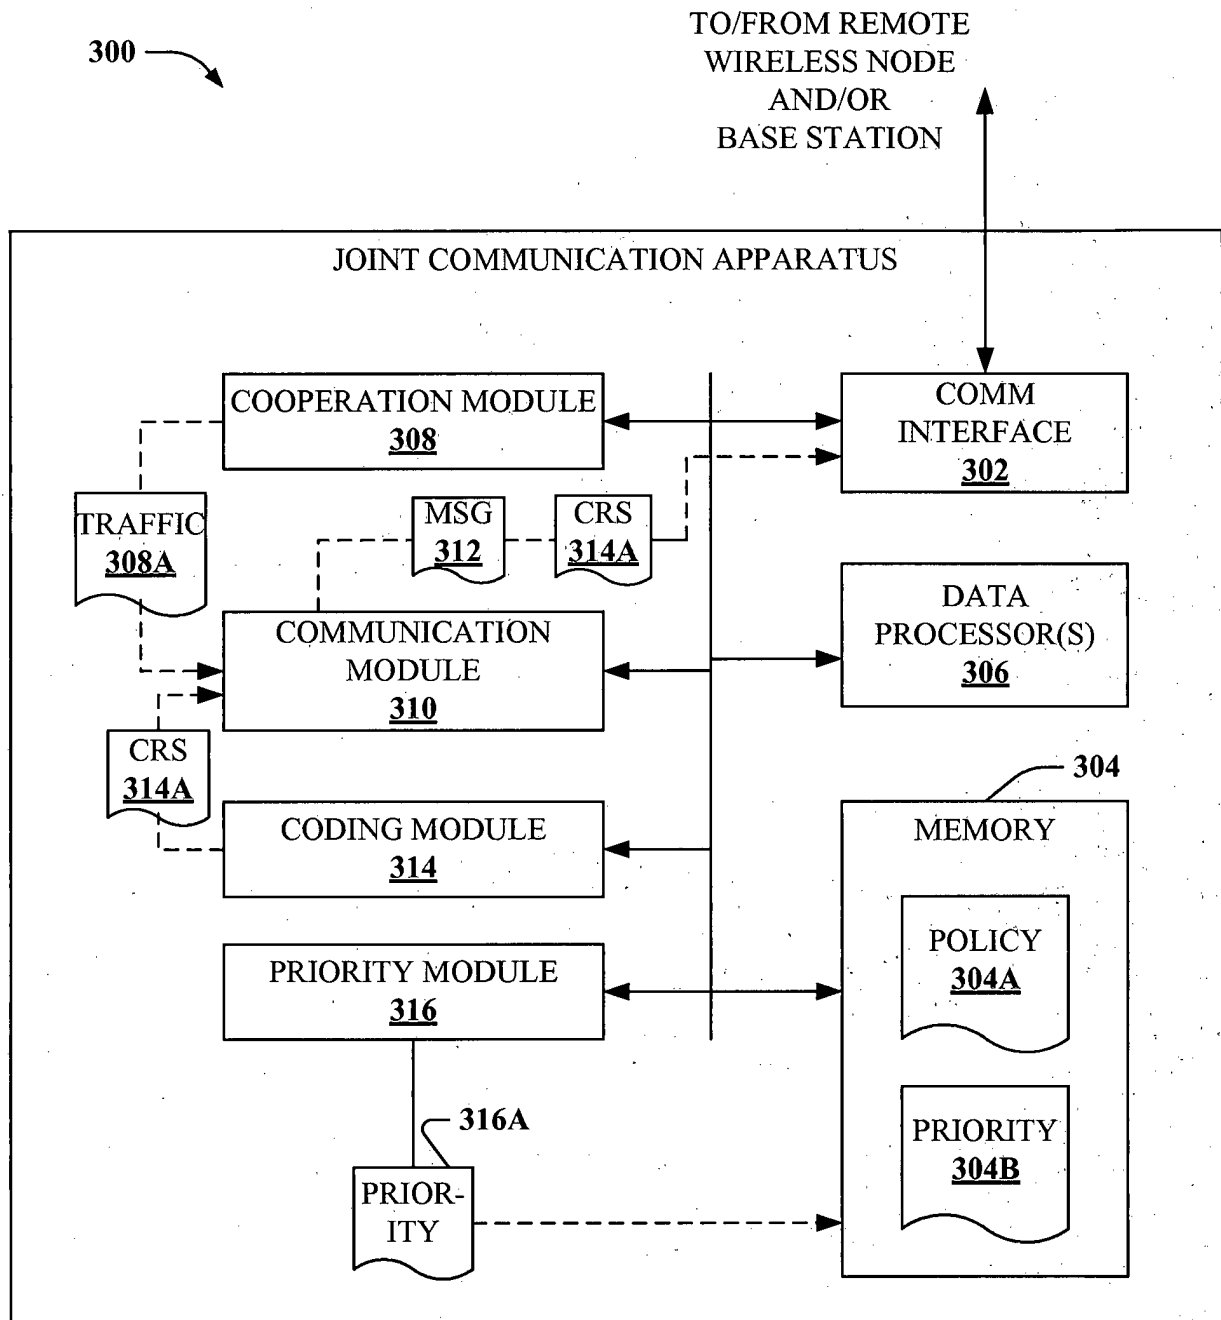 TO/FROM REMOTE
WIRELESS NODE
AND/OR
BASE STATION
300
JOINT COMMUNICATION APPARATUS
COOPERATION MODULE
308
COMM
INTERFACE
302
TRAFFIC
308A
MSG
312
CRS
314A
COMMUNICATION
MODULE
310
DATA
PROCESSOR(S)
306
CRS
314A
304
CODING MODULE
314
MEMORY
POLICY
304A
PRIORITY MODULE
316
316A
PRIOR-
ITY
PRIORITY
304B